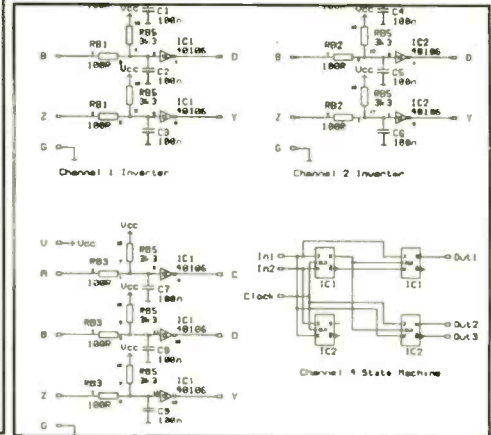 C1
100n
B
RB1
100R
RB5
3k3
IC1
40106
D
Vcc
C2
100n
Z
RB1
100R
RB5
3k3
IC1
40106
Y
C3
100n
G
Channel 1 Inverter
C4
100n
B
RB2
100R
RB5
3k3
IC2
40106
D
Vcc
C5
100n
Z
RB2
100R
RB5
3k3
IC2
40106
Y
C6
100n
G
Channel 2 Inverter
V
Vcc
Vcc
A
RB3
100R
RB5
3k3
IC1
40106
C
C7
100n
Vcc
B
RB3
100R
RB5
3k3
IC1
40106
D
C8
100n
Vcc
Z
RB3
100R
RB5
3k3
IC1
40106
Y
C9
100n
G
In1
In2
Clock
IC1
IC1
IC2
IC2
Out1
Out2
Out3
Channel 4 State Machine